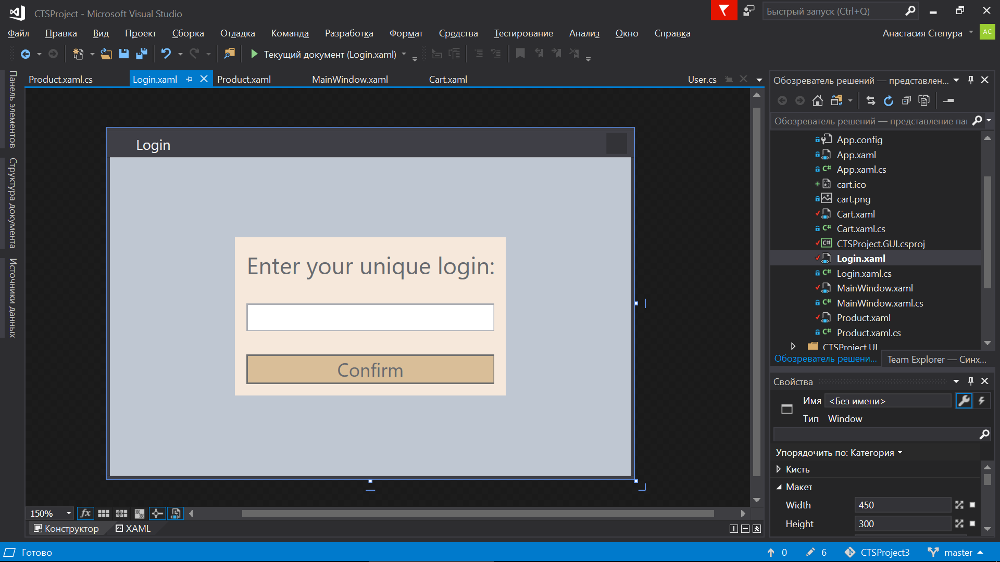 CTSProject - Microsoft Visual Studio
Быстрый запуск (Ctrl+Q)
Файл Правка Вид Проект Сборка Отладка Команда Разработка Формат Средства Тестирование Анализ Окно Справка
Анастасия Степура AC
Текущий документ (Login.xaml)
Панель элементов
Структура документа
Источники данных
Product.xaml.cs Login.xaml Product.xaml MainWindow.xaml Cart.xaml User.cs
Login
Enter your unique login:
Confirm
150%
fx
Конструктор XAML
Обозреватель решений — представлен...
Обозреватель решений — представление
App.config
App.xaml
C# App.xaml.cs
cart.ico
cart.png
Cart.xaml
C# Cart.xaml.cs
C# CTSProject.GUI.csproj
Login.xaml
C# Login.xaml.cs
MainWindow.xaml
C# MainWindow.xaml.cs
Product.xaml
C# Product.xaml.cs
CTSProject.UI
Обозреватель решени... Team Explorer — Синх...
Свойства
Имя <Без имени>
Тип Window
Упорядочить по: Категория
Кисть
Макет
Width 450
Height 300
Готово
0 6 CTSProject3 master